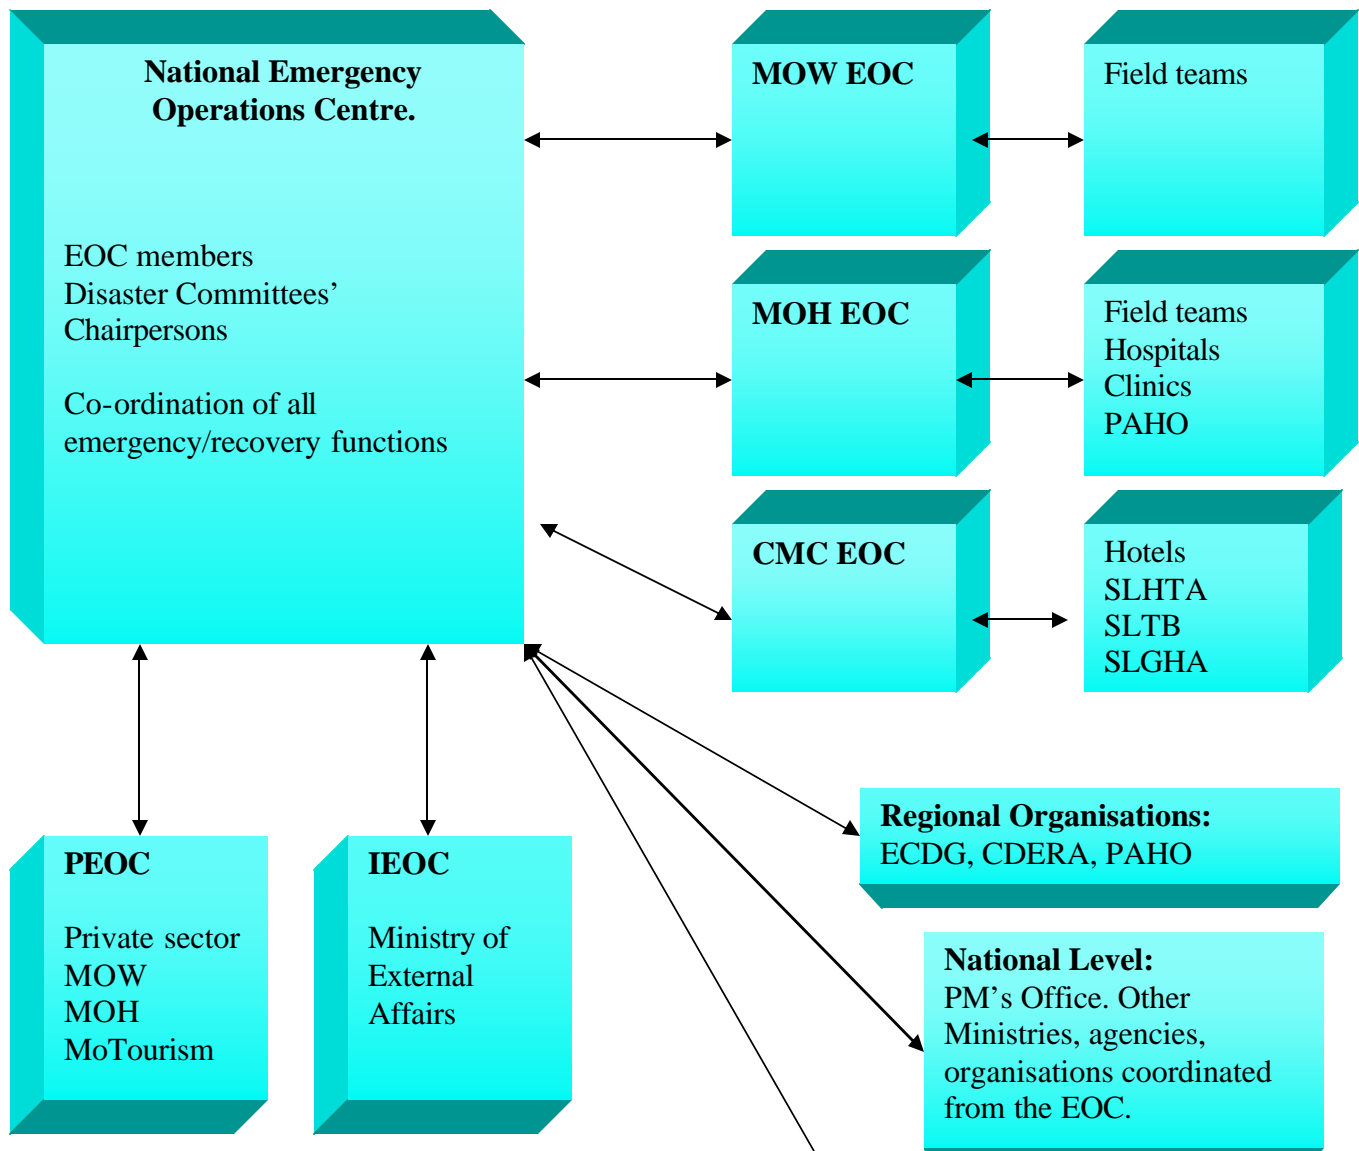 National Emergency
Operations Centre.
EOC members
Disaster Committees’
Chairpersons
Co-ordination of all
emergency/recovery functions
MOW EOC
Field teams
MOH EOC
Field teams
Hospitals
Clinics
PAHO
CMC EOC
Hotels
SLHTA
SLTB
SLGHA
PEOC
Private sector
MOW
MOH
MoTourism
IEOC
Ministry of
External
Affairs
Regional Organisations:
ECDG, CDERA, PAHO
National Level:
PM’s Office. Other
Ministries, agencies,
organisations coordinated
from the EOC.